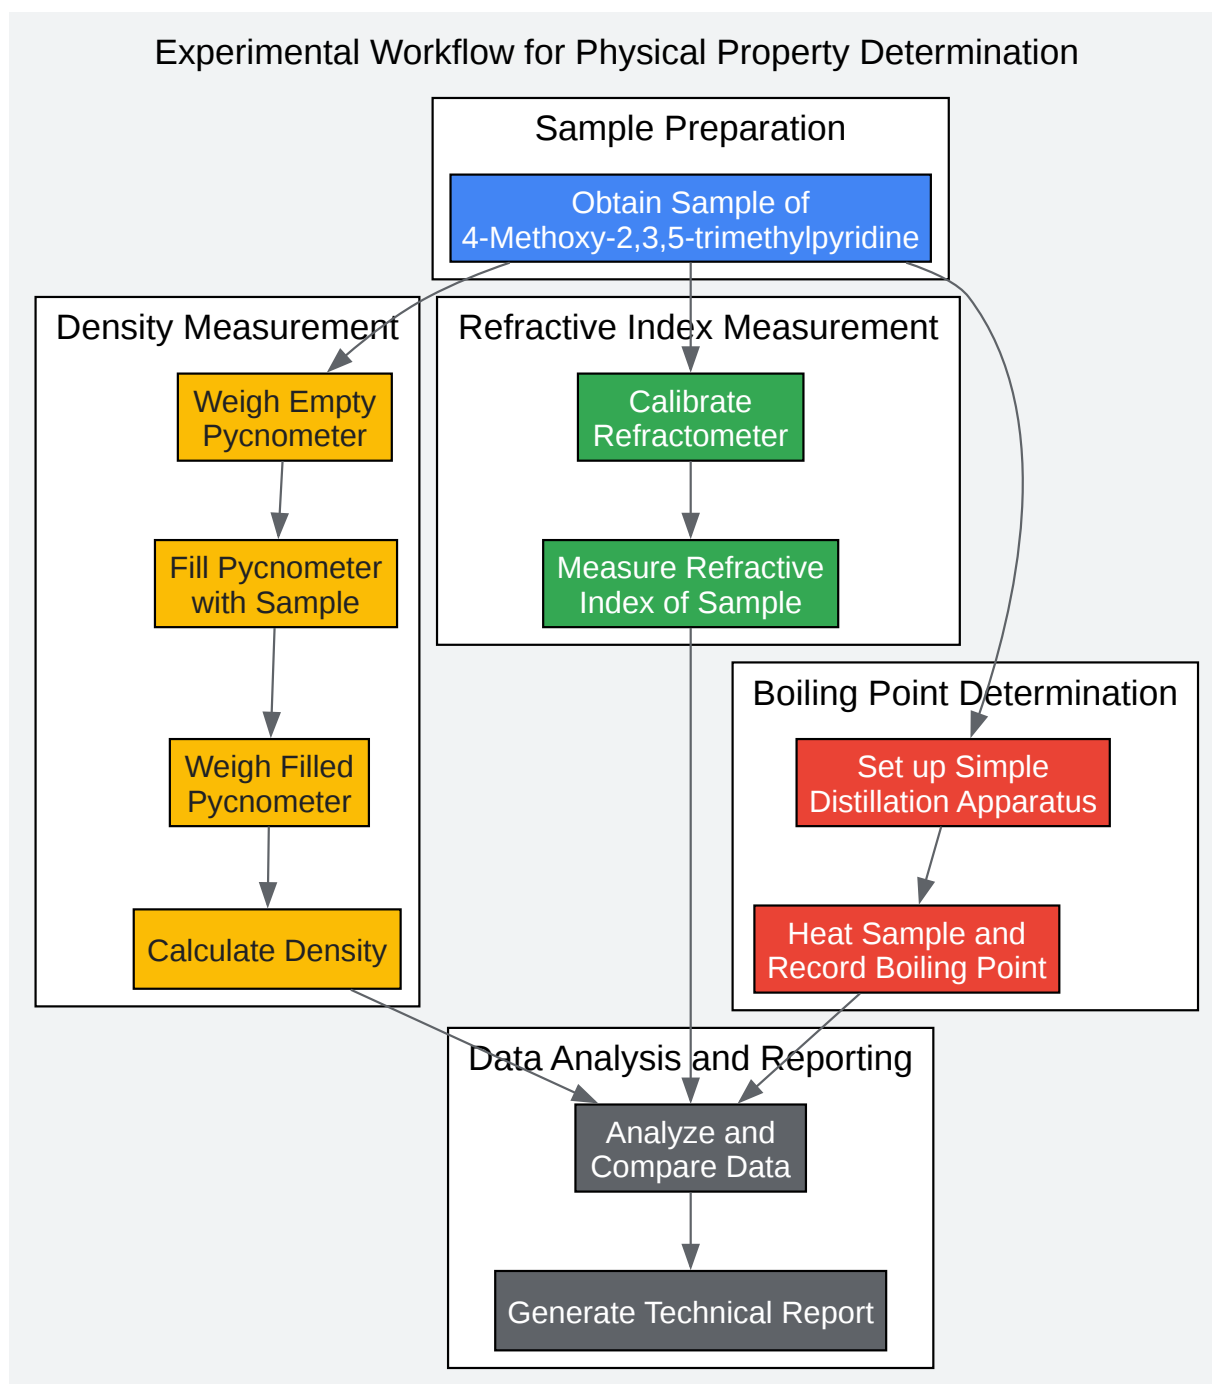 Experimental Workflow for Physical Property Determination
Sample Preparation
Obtain Sample of
4-Methoxy-2,3,5-trimethylpyridine
Density Measurement
Weigh Empty
Pycnometer
Fill Pycnometer
with Sample
Weigh Filled
Pycnometer
Calculate Density
Refractive Index Measurement
Calibrate
Refractometer
Measure Refractive
Index of Sample
Boiling Point Determination
Set up Simple
Distillation Apparatus
Heat Sample and
Record Boiling Point
Data Analysis and Reporting
Analyze and
Compare Data
Generate Technical Report